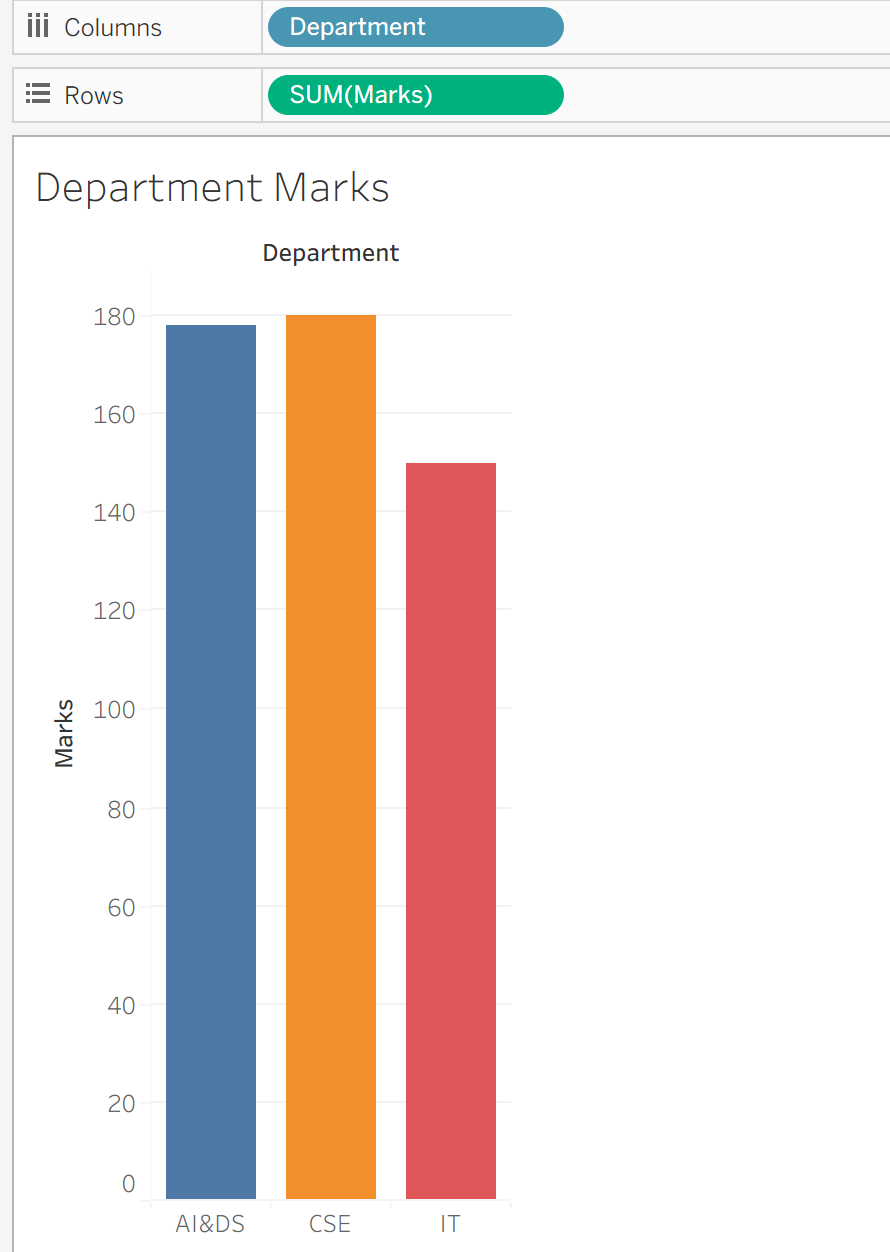 Columns
Department
Rows
SUM(Marks)
Department Marks
Department
180
160
140
120
100
80
60
40
20
0
Marks
AI&DS
CSE
IT